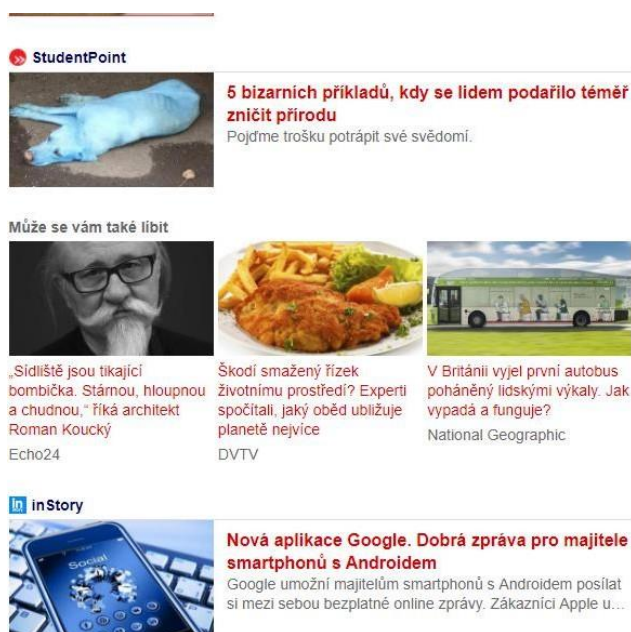 StudentPoint
5 bizarních příkladů, kdy se lidem podařilo téměř
zničit přírodu
Pojďme trošku potrápit své svědomí.
Může se vám také líbit
„Sídliště jsou tikající
bombička. Stárnou, hloupnou
a chudnou,“ říká architekt
Roman Koucký
Echo24
Škodí smažený řízek
životnímu prostředí? Experti
spočítali, jaký oběd ubližuje
planetě nejvíce
DVTV
V Británii vyjel první autobus
poháněný lidskými výkaly. Jak
vypadá a funguje?
National Geographic
in inStory
Social
Nová aplikace Google. Dobrá zpráva pro majitele
smartphonů s Androidem
Google umožní majitelům smartphonů s Androidem posílat
si mezi sebou bezplatné online zprávy. Zákazníci Apple u…